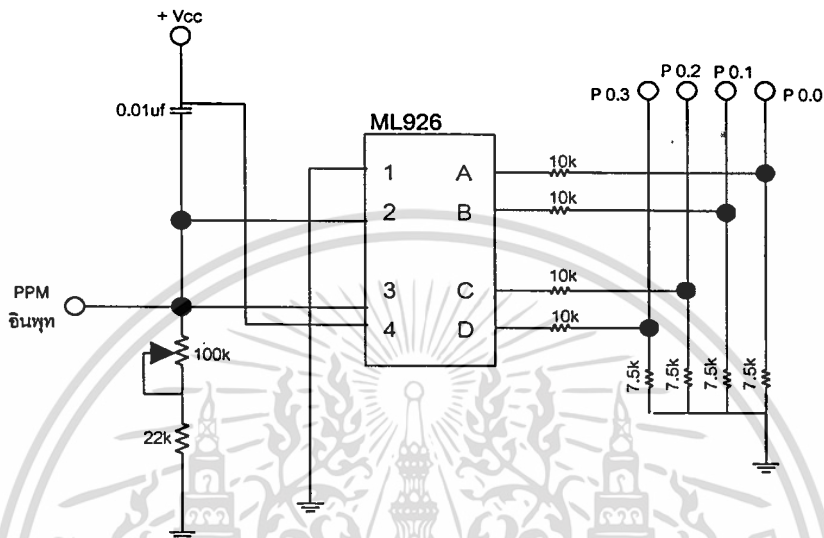 + Vcc
0.01uf
P 0.3
P 0.2
P 0.1
P 0.0
ML926
1
A
10k
2
B
10k
3
C
10k
4
D
10k
PPM
อินพุท
100k
22k
7.5k
7.5k
7.5k
7.5k